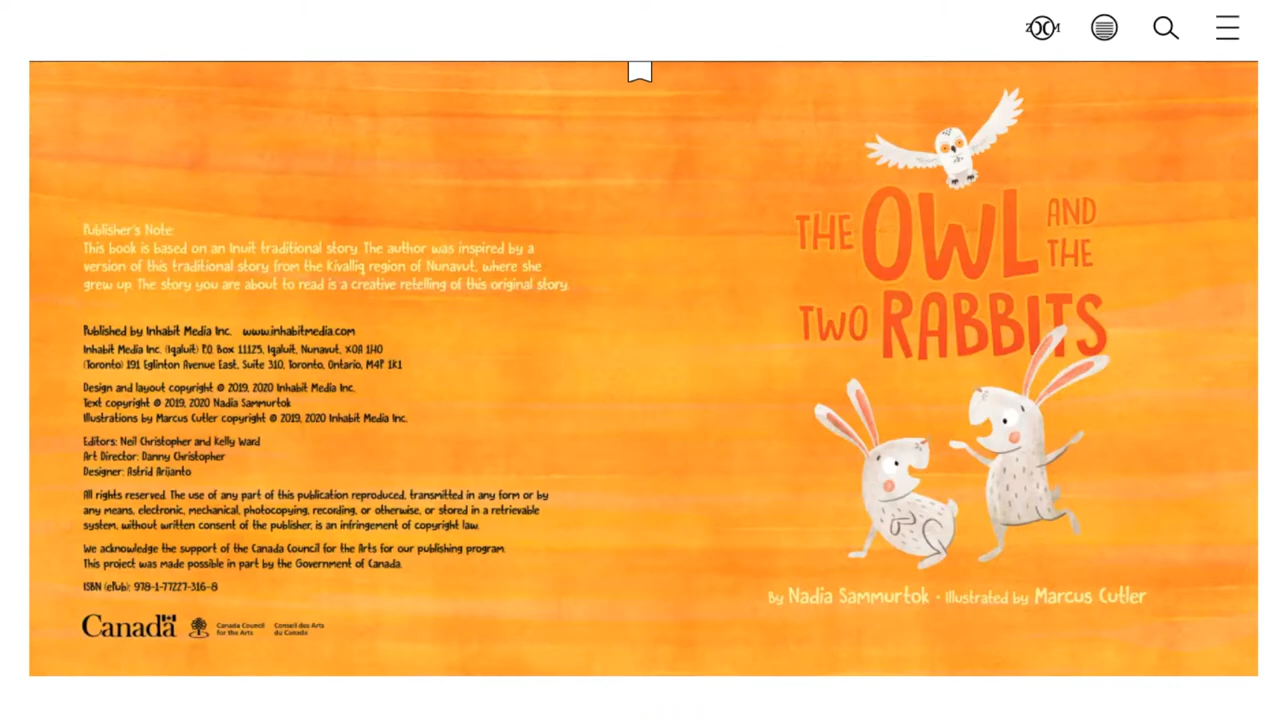 Publisher's Note:
This book is based on an Inuit traditional story. The author was inspired by a
version of this traditional story from the Kivalliq region of Nunavut, where she
grew up. The story you are about to read is a creative retelling of this original story.
Published by Inhabit Media Inc. www.inhabitmedia.com
Inhabit Media Inc. (Iqaluit) P.O. Box 11125, Iqaluit, Nunavut, X0A 1H0
(Toronto) 191 Eglinton Avenue East, Suite 310, Toronto, Ontario, M4P 1K1
Design and layout copyright © 2019, 2020 Inhabit Media Inc.
Text copyright © 2019, 2020 Nadia Sammurtok
Illustrations by Marcus Cutler copyright © 2019, 2020 Inhabit Media Inc.
Editors: Neil Christopher and Kelly Ward
Art Director: Danny Christopher
Designer: Astrid Arijanto
All rights reserved. The use of any part of this publication reproduced, transmitted in any form or by
any means, electronic, mechanical, photocopying, recording, or otherwise, or stored in a retrievable
system, without written consent of the publisher, is an infringement of copyright law.
We acknowledge the support of the Canada Council for the Arts for our publishing program.
This project was made possible in part by the Government of Canada.
ISBN (ePub): 978-1-77227-316-8
Canada
Canada Council
for the Arts
Conseil des Arts
du Canada
THE OWL AND THE
TWO RABBITS
By Nadia Sammurtok • Illustrated by Marcus Cutler